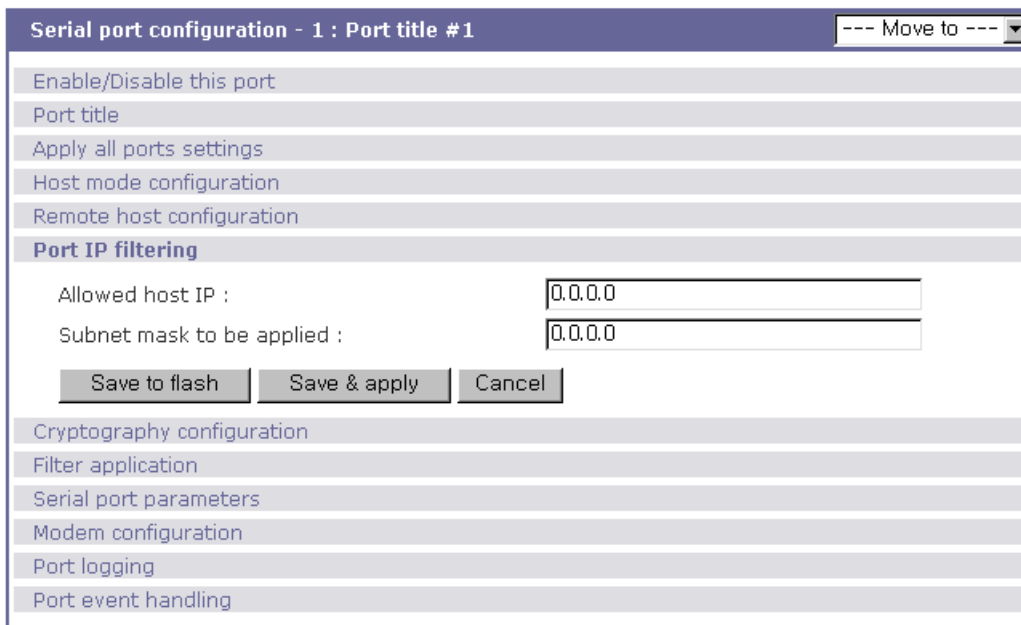 Serial port configuration - 1 : Port title #1 --- Move to ---
Enable/Disable this port
Port title
Apply all ports settings
Host mode configuration
Remote host configuration
Port IP filtering
Allowed host IP : 0.0.0.0
Subnet mask to be applied : 0.0.0.0
Save to flash Save & apply Cancel
Cryptography configuration
Filter application
Serial port parameters
Modem configuration
Port logging
Port event handling